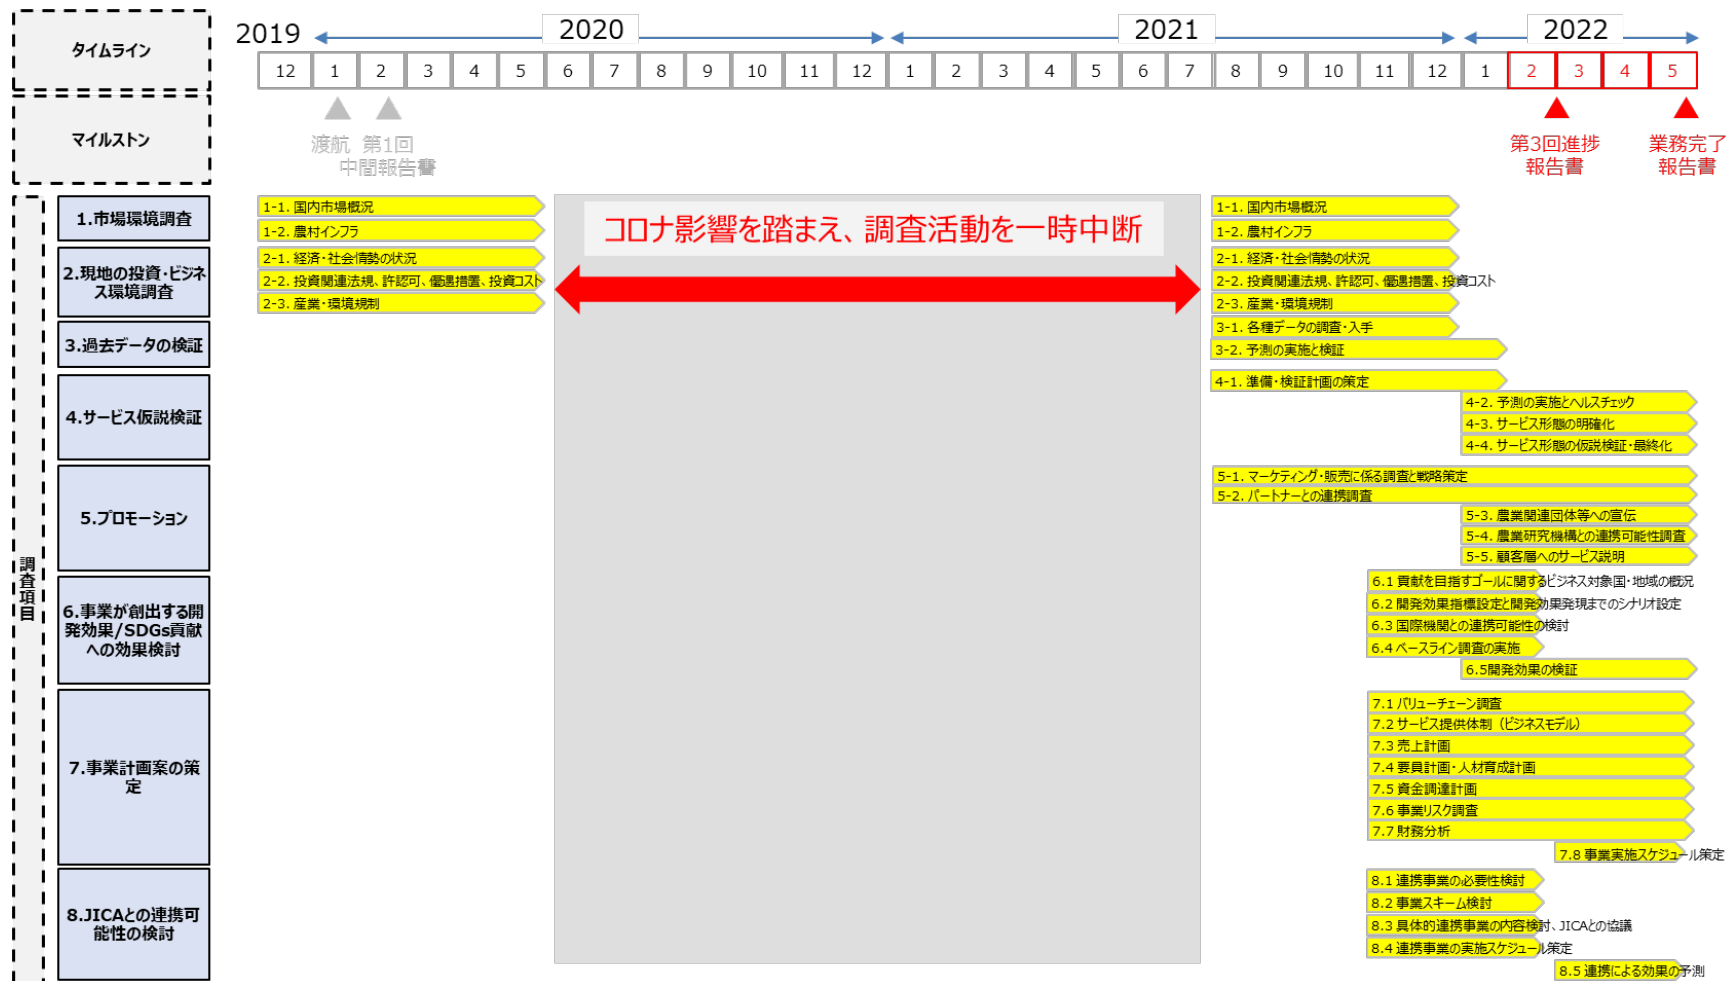 タイムライン
2019
2020
2021
2022
12 1 2 3 4 5 6 7 8 9 10 11 12 1 2 3 4 5 6 7 8 9 10 11 12 1 2 3 4 5
マイルストン
渡航
第1回
中間報告書
第3回進捗
報告書
業務完了
報告書
調査項目
1.市場環境調査
1-1. 国内市場概況
1-2. 農村インフラ
コロナ影響を踏まえ、調査活動を一時中断
1-1. 国内市場概況
1-2. 農村インフラ
2.現地の投資・ビジネ
ス環境調査
2-1. 経済・社会情勢の状況
2-2. 投資関連法規、許認可、優遇措置、投資コスト
2-3. 産業・環境規制
2-1. 経済・社会情勢の状況
2-2. 投資関連法規、許認可、優遇措置、投資コスト
2-3. 産業・環境規制
3.過去データの検証
3-1. 各種データの調査・入手
3-2. 予測の実施と検証
4.サービス仮説検証
4-1. 準備・検証計画の策定
4-2. 予測の実施とヘルスチェック
4-3. サービス形態の明確化
4-4. サービス形態の仮説検証・最終化
5.プロモーション
5-1. マーケティング・販売に係る調査と戦略策定
5-2. パートナーとの連携調査
5-3. 農業関連団体等への宣伝
5-4. 農業研究機構との連携可能性調査
5-5. 顧客層へのサービス説明
6.事業が創出する開
発効果/SDGs貢献
への効果検討
6.1 貢献を目指すゴールに関するビジネス対象国・地域の概況
6.2 開発効果指標設定と開発効果発現までのシナリオ設定
6.3 国際機関との連携可能性の検討
6.4 ベースライン調査の実施
6.5開発効果の検証
7.事業計画案の策
定
7.1 バリューチェーン調査
7.2 サービス提供体制（ビジネスモデル）
7.3 売上計画
7.4 要員計画・人材育成計画
7.5 資金調達計画
7.6 事業リスク調査
7.7 財務分析
7.8 事業実施スケジュール策定
8.JICAとの連携可
能性の検討
8.1 連携事業の必要性検討
8.2 事業スキーム検討
8.3 具体的連携事業の内容検討、JICAとの協議
8.4 連携事業の実施スケジュール策定
8.5 連携による効果の予測